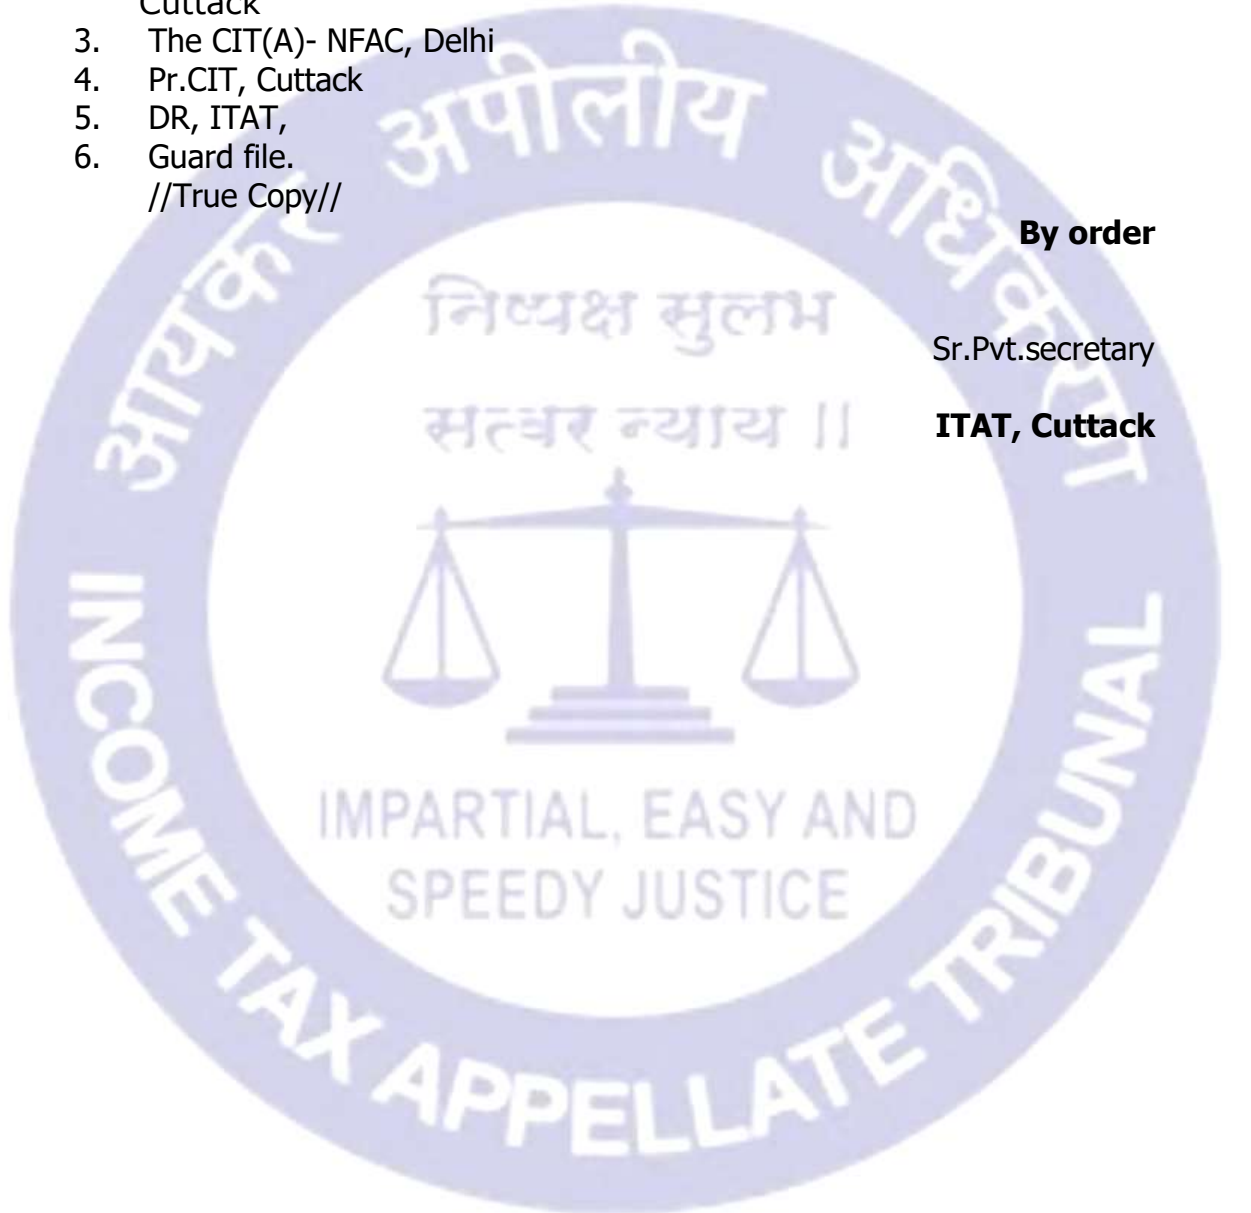 Cuttack
3. The CIT(A)- NFAC, Delhi
4. Pr.CIT, Cuttack
5. DR, ITAT,
6. Guard file.
//True Copy//
By order
Sr.Pvt.secretary
ITAT, Cuttack
आयकर अपीलीय अधिकरण
निष्पक्ष सुलभ
सत्वर न्याय ||
IMPARTIAL, EASY AND
SPEEDY JUSTICE
INCOME TAX APPELLATE TRIBUNAL